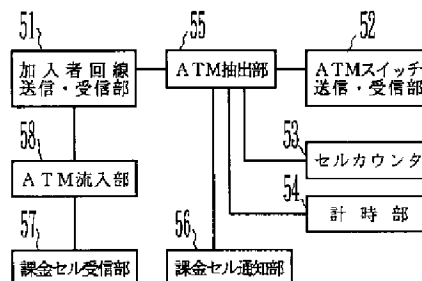 51
加入者回線
送信・受信部
55
ATM抽出部
52
ATMスイッチ
送信・受信部
53
セルカウンタ
54
計時部
58
ATM流入部
57
課金セル受信部
56
課金セル通知部